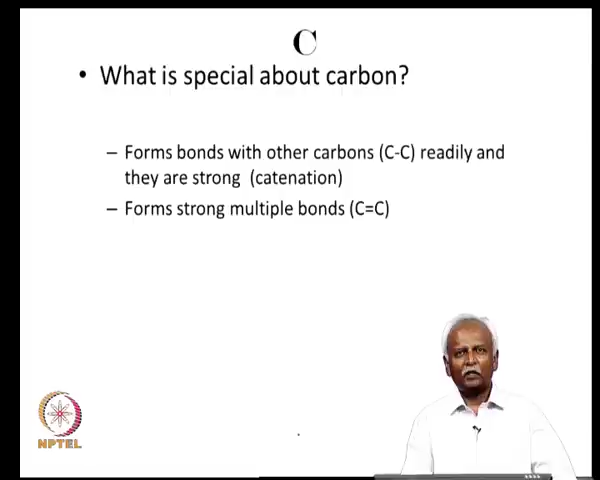 C
• What is special about carbon?
– Forms bonds with other carbons (C-C) readily and
they are strong (catenation)
– Forms strong multiple bonds (C=C)
NPTEL